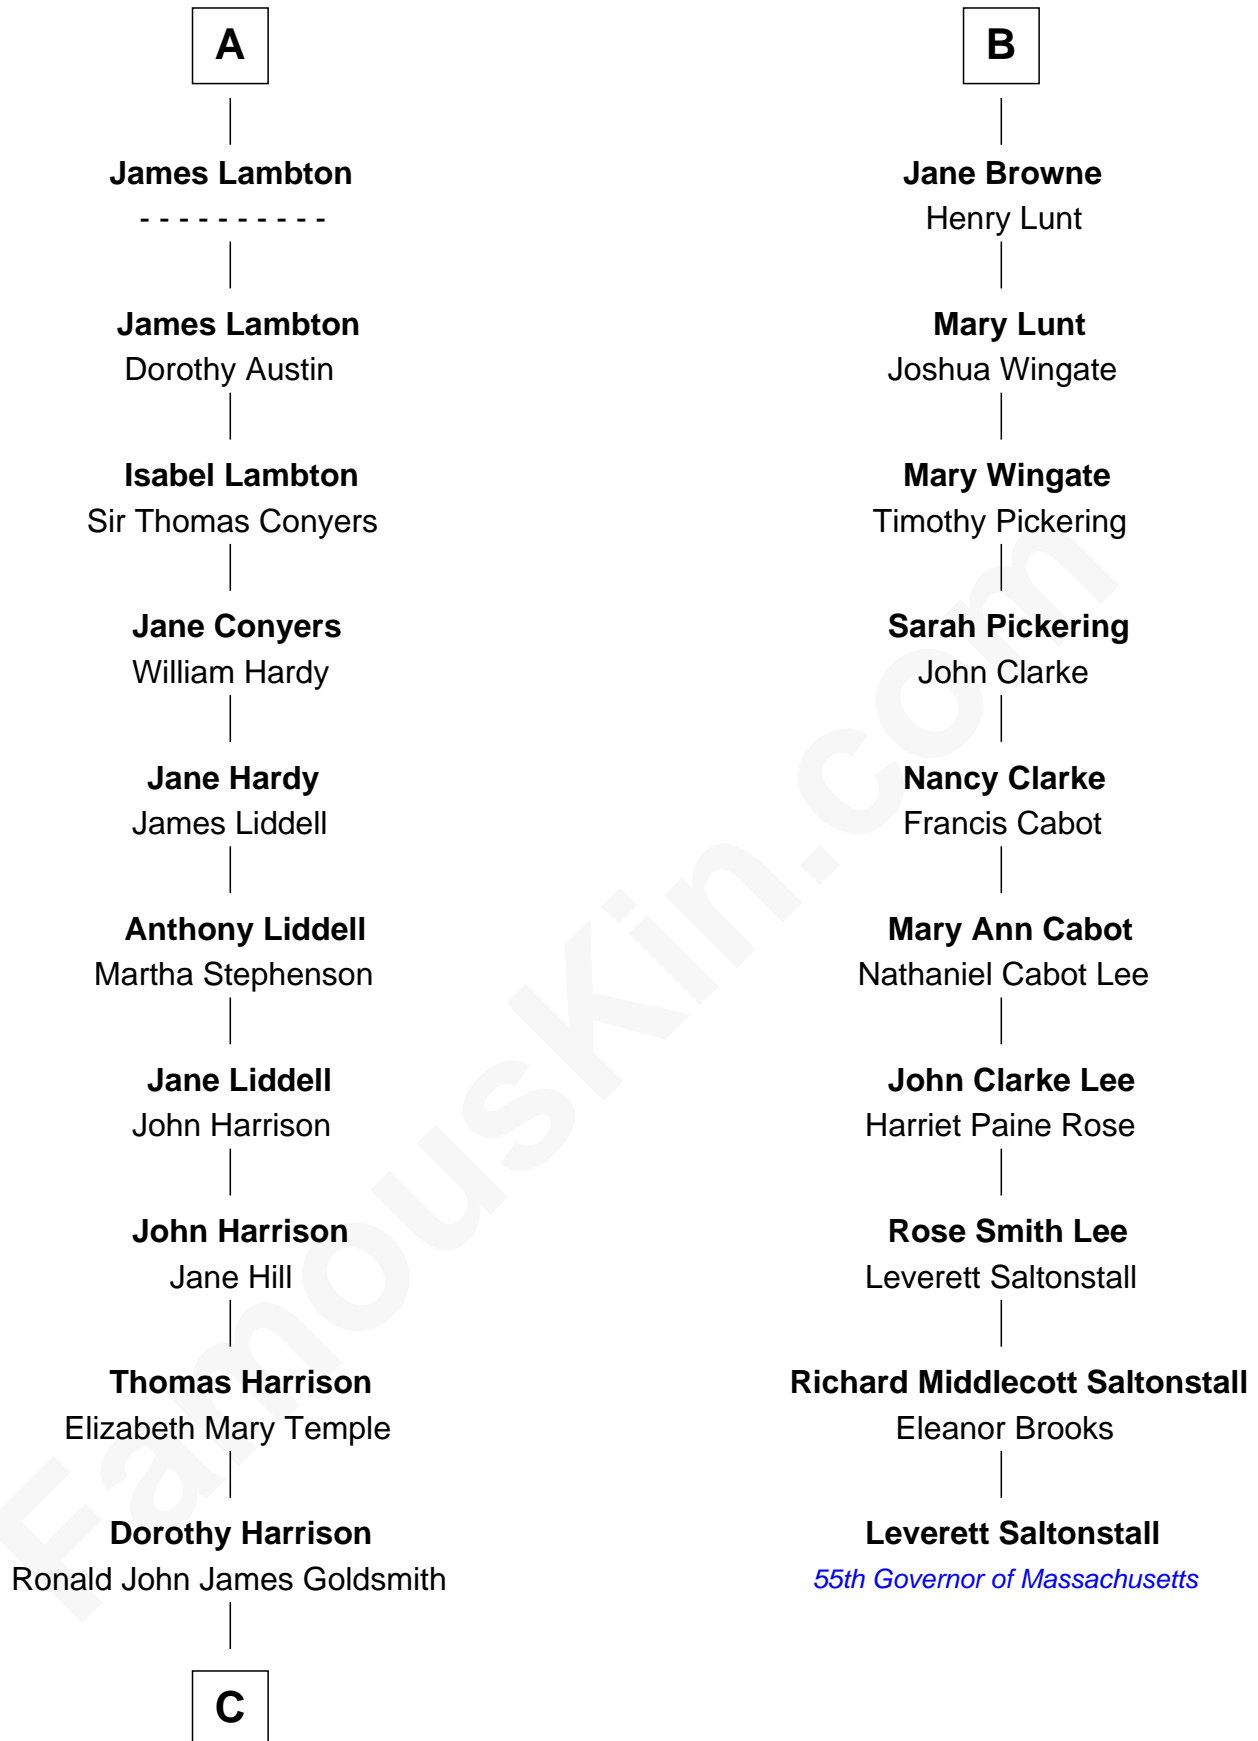 A
James Lambton
- - - - - - - - - -
James Lambton
Dorothy Austin
Isabel Lambton
Sir Thomas Conyers
Jane Conyers
William Hardy
Jane Hardy
James Liddell
Anthony Liddell
Martha Stephenson
Jane Liddell
John Harrison
John Harrison
Jane Hill
Thomas Harrison
Elizabeth Mary Temple
Dorothy Harrison
Ronald John James Goldsmith
C
B
Jane Browne
Henry Lunt
Mary Lunt
Joshua Wingate
Mary Wingate
Timothy Pickering
Sarah Pickering
John Clarke
Nancy Clarke
Francis Cabot
Mary Ann Cabot
Nathaniel Cabot Lee
John Clarke Lee
Harriet Paine Rose
Rose Smith Lee
Leverett Saltonstall
Richard Middlecott Saltonstall
Eleanor Brooks
Leverett Saltonstall
55th Governor of Massachusetts
FamousKin.com